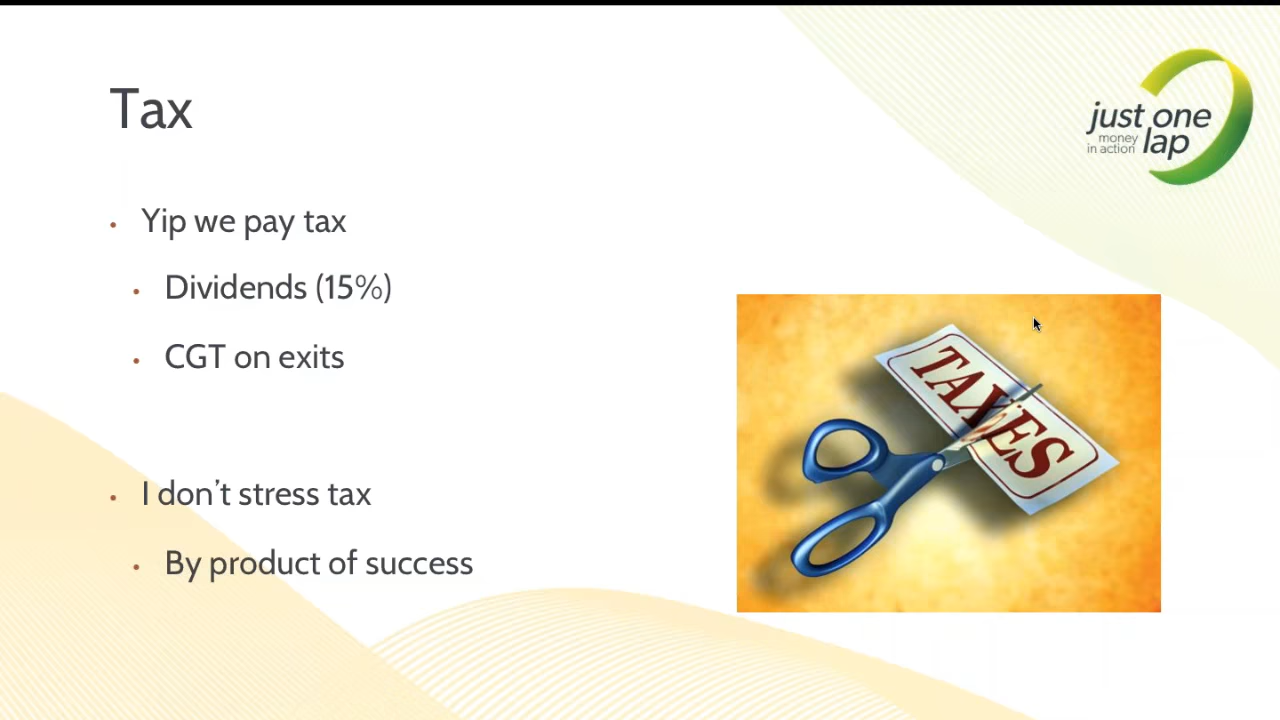 Tax
just one
money
in action
lap
• Yip we pay tax
• Dividends (15%)
• CGT on exits
TAXES
• I don't stress tax
• By product of success